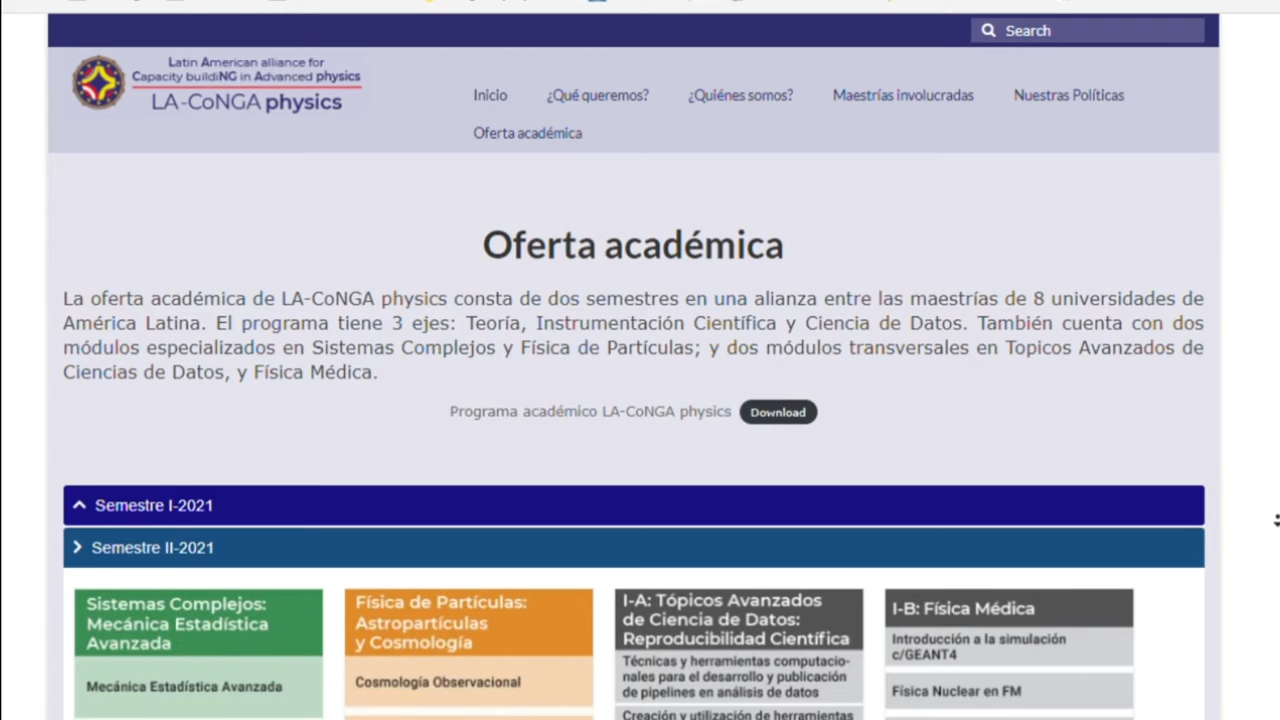 Search
Latin American alliance for
Capacity buildiNG in Advanced physics
LA-CoNGA physics
Inicio
¿Qué queremos?
¿Quiénes somos?
Maestrías involucradas
Nuestras Políticas
Oferta académica
Oferta académica
La oferta académica de LA-CoNGA physics consta de dos semestres en una alianza entre las maestrías de 8 universidades de
América Latina. El programa tiene 3 ejes: Teoría, Instrumentación Científica y Ciencia de Datos. También cuenta con dos
módulos especializados en Sistemas Complejos y Física de Partículas; y dos módulos transversales en Topicos Avanzados de
Ciencias de Datos, y Física Médica.
Programa académico LA-CoNGA physics
Download
Semestre I-2021
Semestre II-2021
Sistemas Complejos:
Mecánica Estadística
Avanzada
Mecánica Estadística Avanzada
Física de Partículas:
Astropartículas
y Cosmología
Cosmología Observacional
I-A: Tópicos Avanzados
de Ciencia de Datos:
Reproducibilidad Científica
Técnicas y herramientas computacio-
nales para el desarrollo y publicación
de pipelines en análisis de datos
Creación y utilización de herramientas
I-B: Física Médica
Introducción a la simulación
c/GEANT4
Física Nuclear en FM